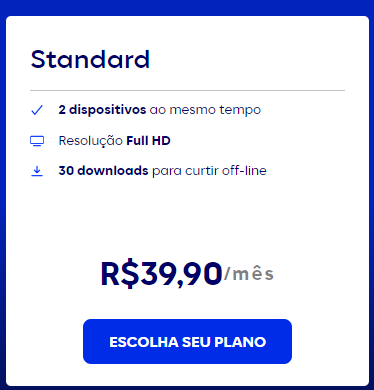 Standard
2 dispositivos ao mesmo tempo
Resolução Full HD
30 downloads para curtir off-line
R$39,90/mês
ESCOLHA SEU PLANO